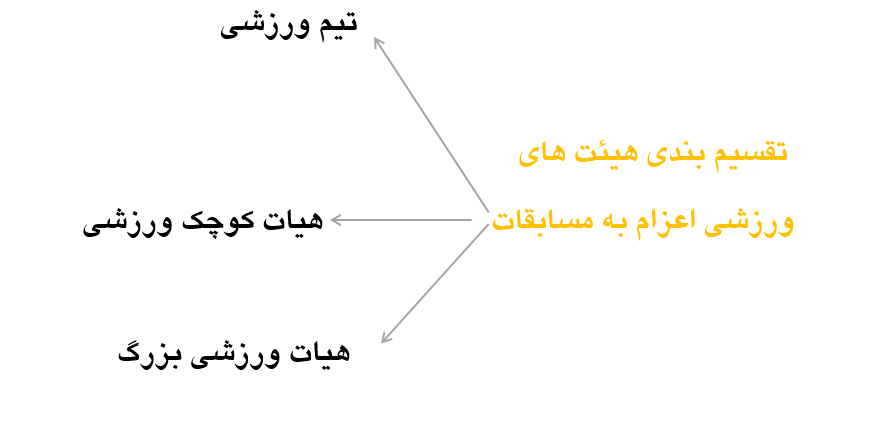 تیم ورزشی
تقسیم بندی هیئت های
ورزشی اعزام به مسابقات
هیات کوچک ورزشی
هیات ورزشی بزرگ